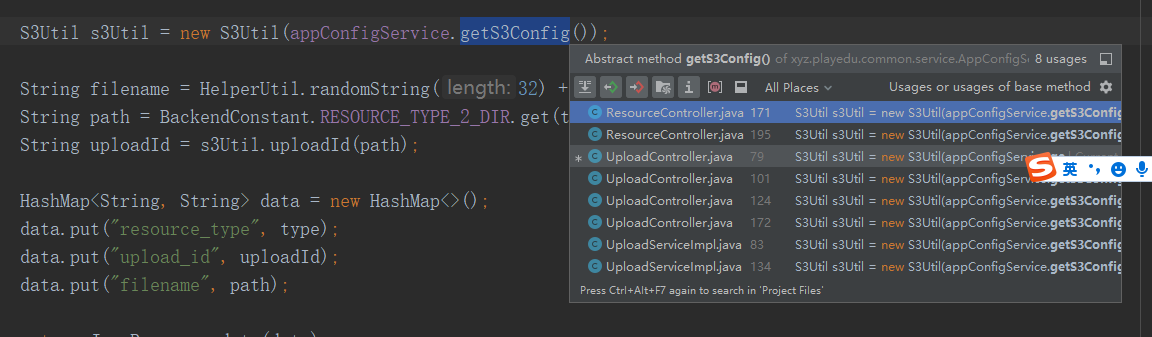 S3Util s3Util = new S3Util(appConfigService.getS3Config());
Abstract method getS3Config() of xyz.playedu.common.service.AppConfigSe 8 usages
String filename = HelperUtil.randomString( length: 32) +
All Places Usages or usages of base method
String path = BackendConstant.RESOURCE_TYPE_2_DIR.get(t
ResourceController.java 171 S3Util s3Util = new S3Util(appConfigService.getS3Config
ResourceController.java 195 S3Util s3Util = new S3Util(appConfigService.getS3Config
String uploadId = s3Util.uploadId(path);
* UploadController.java 79 S3Util s3Util = new S3Util(appConfigService
英
UploadController.java 101 S3Util s3Util = new S3Util(appConfigService.getS3Config
HashMap<String, String> data = new HashMap<>();
UploadController.java 124 S3Util s3Util = new S3Util(appConfigService.getS3Config
data.put("resource_type", type);
UploadController.java 172 S3Util s3Util = new S3Util(appConfigService.getS3Config
UploadServiceImpl.java 83 S3Util s3Util = new S3Util(appConfigService.getS3Config
data.put("upload_id", uploadId);
UploadServiceImpl.java 134 S3Util s3Util = new S3Util(appConfigService.getS3Config
data.put("filename", path);
Press Ctrl+Alt+F7 again to search in 'Project Files'